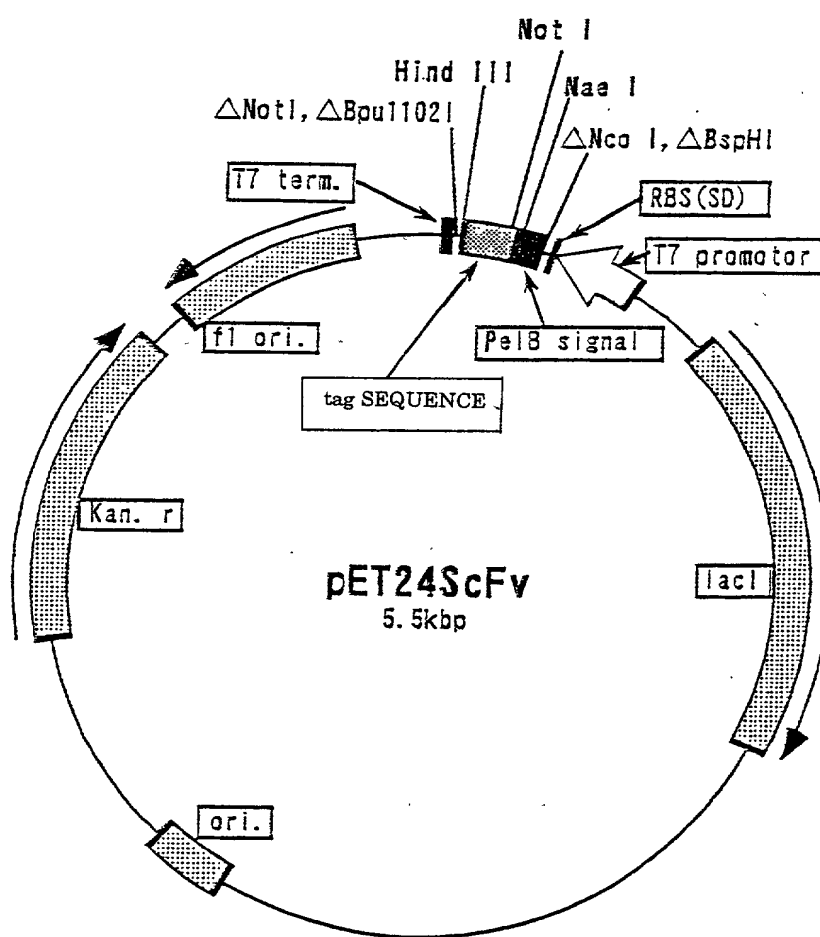 Not I
Hind III
Nae I
△NotI, △Bpu1102I
△Nco I, △BspHI
T7 term.
RBS(SD)
T7 promotor
f1 ori.
PelB signal
tag SEQUENCE
Kan. r
pET24ScFv
5.5kbp
lacI
ori.